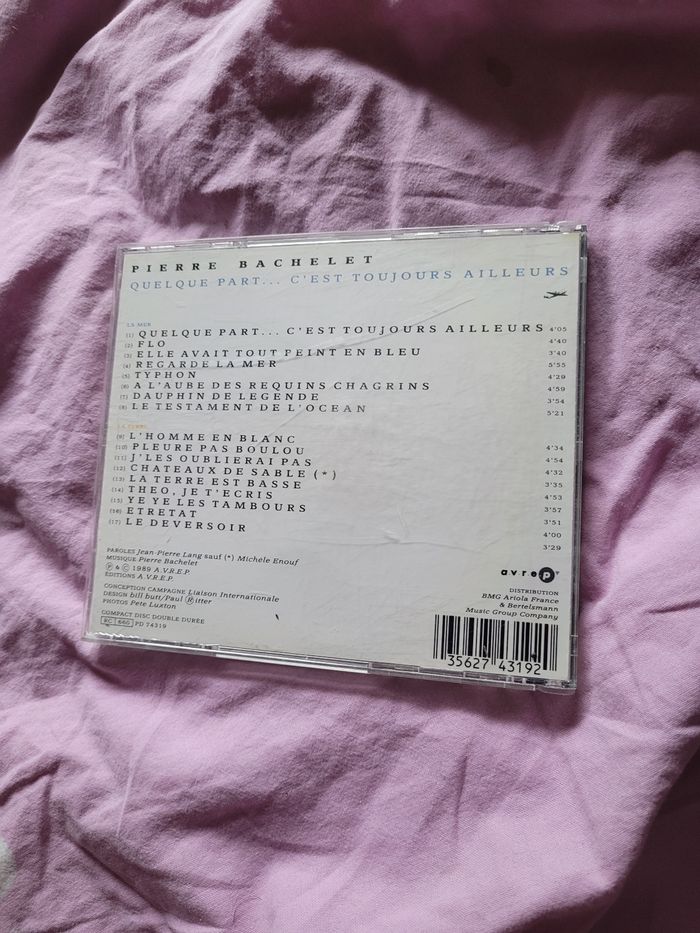 PIERRE BACHELET
QUELQUE PART... C'EST TOUJOURS AILLEURS
LA MER
(1) QUELQUE PART... C'EST TOUJOURS AILLEURS 4'05
(2) FLO 4'40
(3) ELLE AVAIT TOUT PEINT EN BLEU 3'40
(4) REGARDE LA MER 5'55
(5) TYPHON 4'29
(6) A L'AUBE DES REQUINS CHAGRINS 4'59
(7) DAUPHIN DE LEGENDE 3'54
(8) LE TESTAMENT DE L'OCEAN 5'21
LA TERRE
(9) L'HOMME EN BLANC 4'34
(10) PLEURE PAS BOULOU 4'54
(11) J'LES OUBLIERAI PAS 4'32
(12) CHATEAUX DE SABLE (*) 3'35
(13) LA TERRE EST BASSE 4'53
(14) THEO, JE T'ECRIS 3'57
(15) YE YE LES TAMBOURS 3'51
(16) ETRETAT 4'00
(17) LE DEVERSOIR 3'29
PAROLES Jean-Pierre Lang sauf (*) Michèle Enouf
MUSIQUE Pierre Bachelet
Ⓟ & © 1989 A.V.R.E.P.
ÉDITIONS A.V.R.E.P.
CONCEPTION CAMPAGNE Liaison Internationale
DESIGN bill butt/Paul Ⓡitter
PHOTOS Pete Luxton
COMPACT DISC DOUBLE DURÉE
RC 660 PD 74319
a.v.r.e.p
DISTRIBUTION
BMG Ariola France
& Bertelsmann
Music Group Company
35627 43192